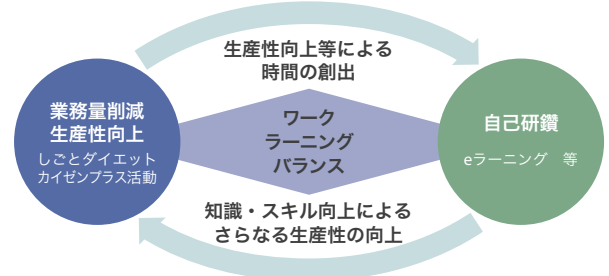 生産性向上等による
時間の創出
業務量削減
生産性向上
しごとダイエット
カイゼンプラス活動
ワーク
ラーニング
バランス
自己研鑽
eラーニング　等
知識・スキル向上による
さらなる生産性の向上